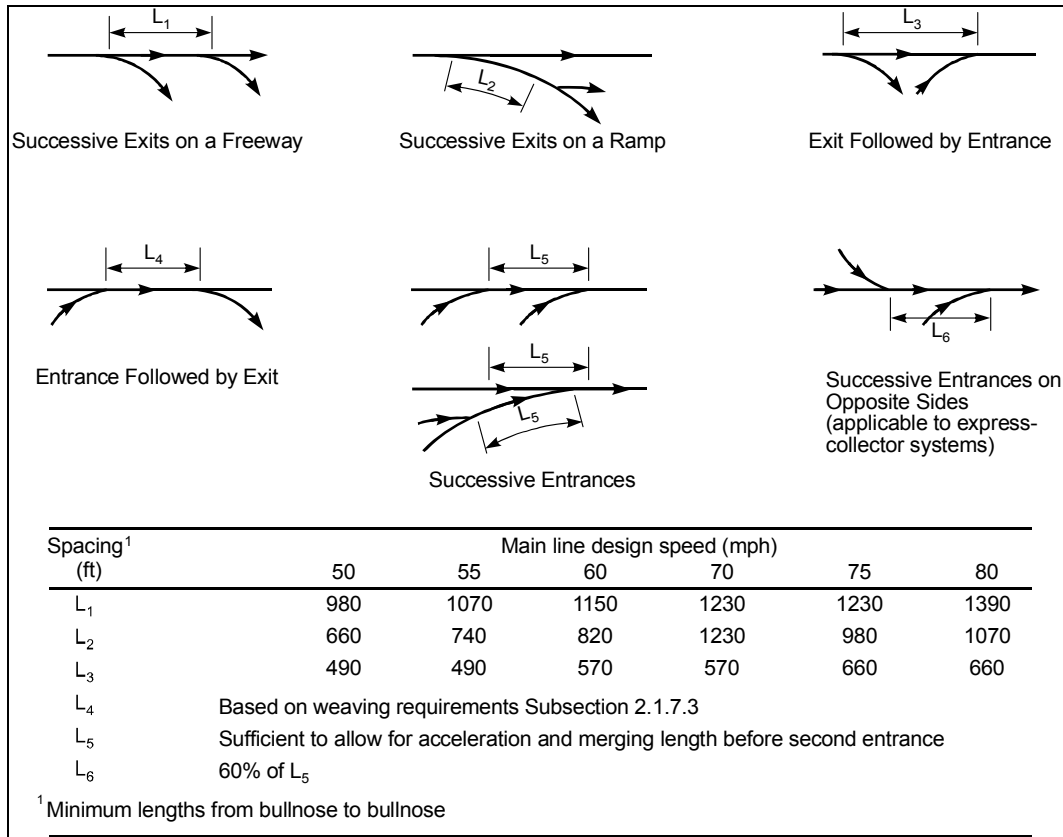 L1
L2
L3
Successive Exits on a Freeway
Successive Exits on a Ramp
Exit Followed by Entrance
L4
L5
L6
L5
L5
Entrance Followed by Exit
Successive Entrances
Successive Entrances on
Opposite Sides
(applicable to express-
collector systems)
Spacing1 Main line design speed (mph)
(ft) 50 55 60 70 75 80
L1 980 1070 1150 1230 1230 1390
L2 660 740 820 1230 980 1070
L3 490 490 570 570 660 660
L4 Based on weaving requirements Subsection 2.1.7.3
L5 Sufficient to allow for acceleration and merging length before second entrance
L6 60% of L5
1 Minimum lengths from bullnose to bullnose